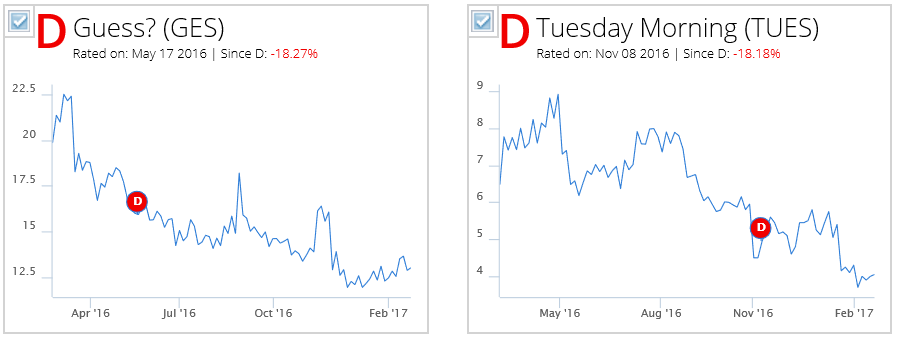 D Guess? (GES)
Rated on: May 17 2016 | Since D: -18.27%
22.5
20
17.5
15
12.5
D
Apr '16 Jul '16 Oct '16 Feb '17
D Tuesday Morning (TUES)
Rated on: Nov 08 2016 | Since D: -18.18%
9
8
7
6
5
4
D
May '16 Aug '16 Nov '16 Feb '17